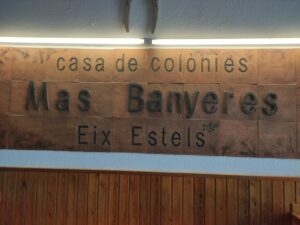 casa de colònies
Mas Banyeres
Eix Estels